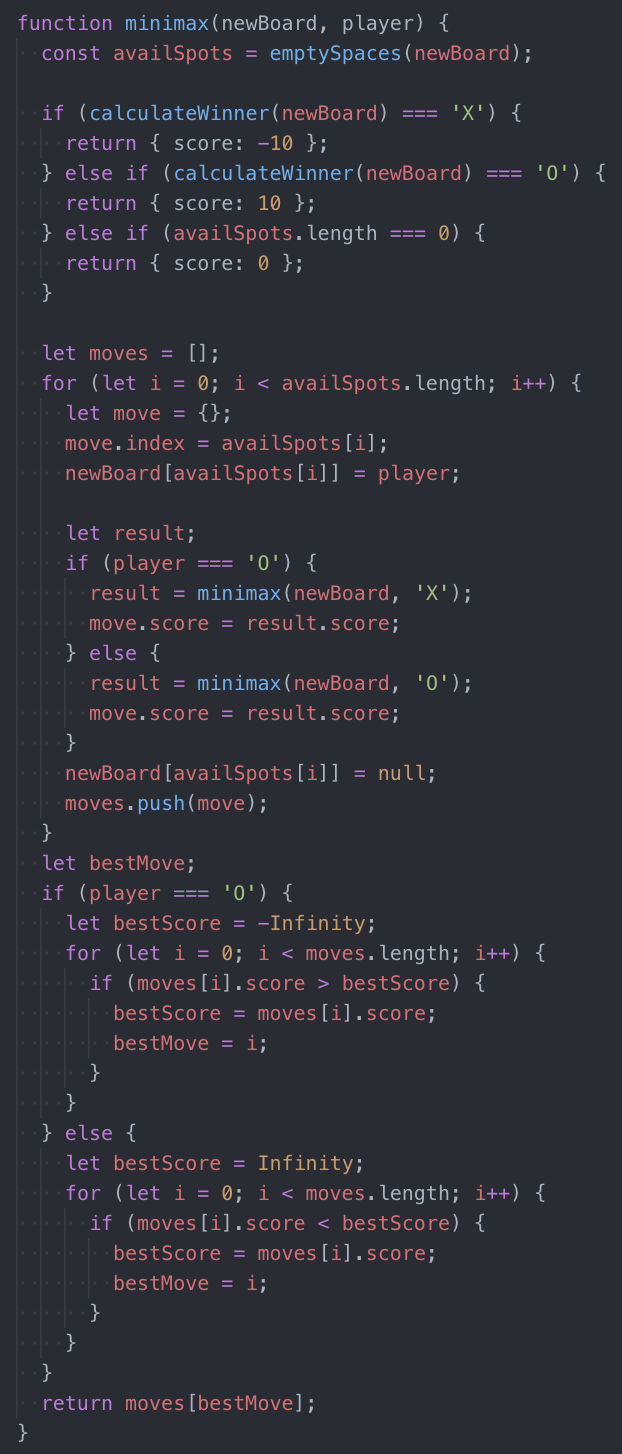 function minimax(newBoard, player) {
  const availSpots = emptySpaces(newBoard);

  if (calculateWinner(newBoard) === 'X') {
    return { score: -10 };
  } else if (calculateWinner(newBoard) === 'O') {
    return { score: 10 };
  } else if (availSpots.length === 0) {
    return { score: 0 };
  }

  let moves = [];
  for (let i = 0; i < availSpots.length; i++) {
    let move = {};
    move.index = availSpots[i];
    newBoard[availSpots[i]] = player;

    let result;
    if (player === 'O') {
      result = minimax(newBoard, 'X');
      move.score = result.score;
    } else {
      result = minimax(newBoard, 'O');
      move.score = result.score;
    }
    newBoard[availSpots[i]] = null;
    moves.push(move);
  }
  let bestMove;
  if (player === 'O') {
    let bestScore = -Infinity;
    for (let i = 0; i < moves.length; i++) {
      if (moves[i].score > bestScore) {
        bestScore = moves[i].score;
        bestMove = i;
      }
    }
  } else {
    let bestScore = Infinity;
    for (let i = 0; i < moves.length; i++) {
      if (moves[i].score < bestScore) {
        bestScore = moves[i].score;
        bestMove = i;
      }
    }
  }
  return moves[bestMove];
}